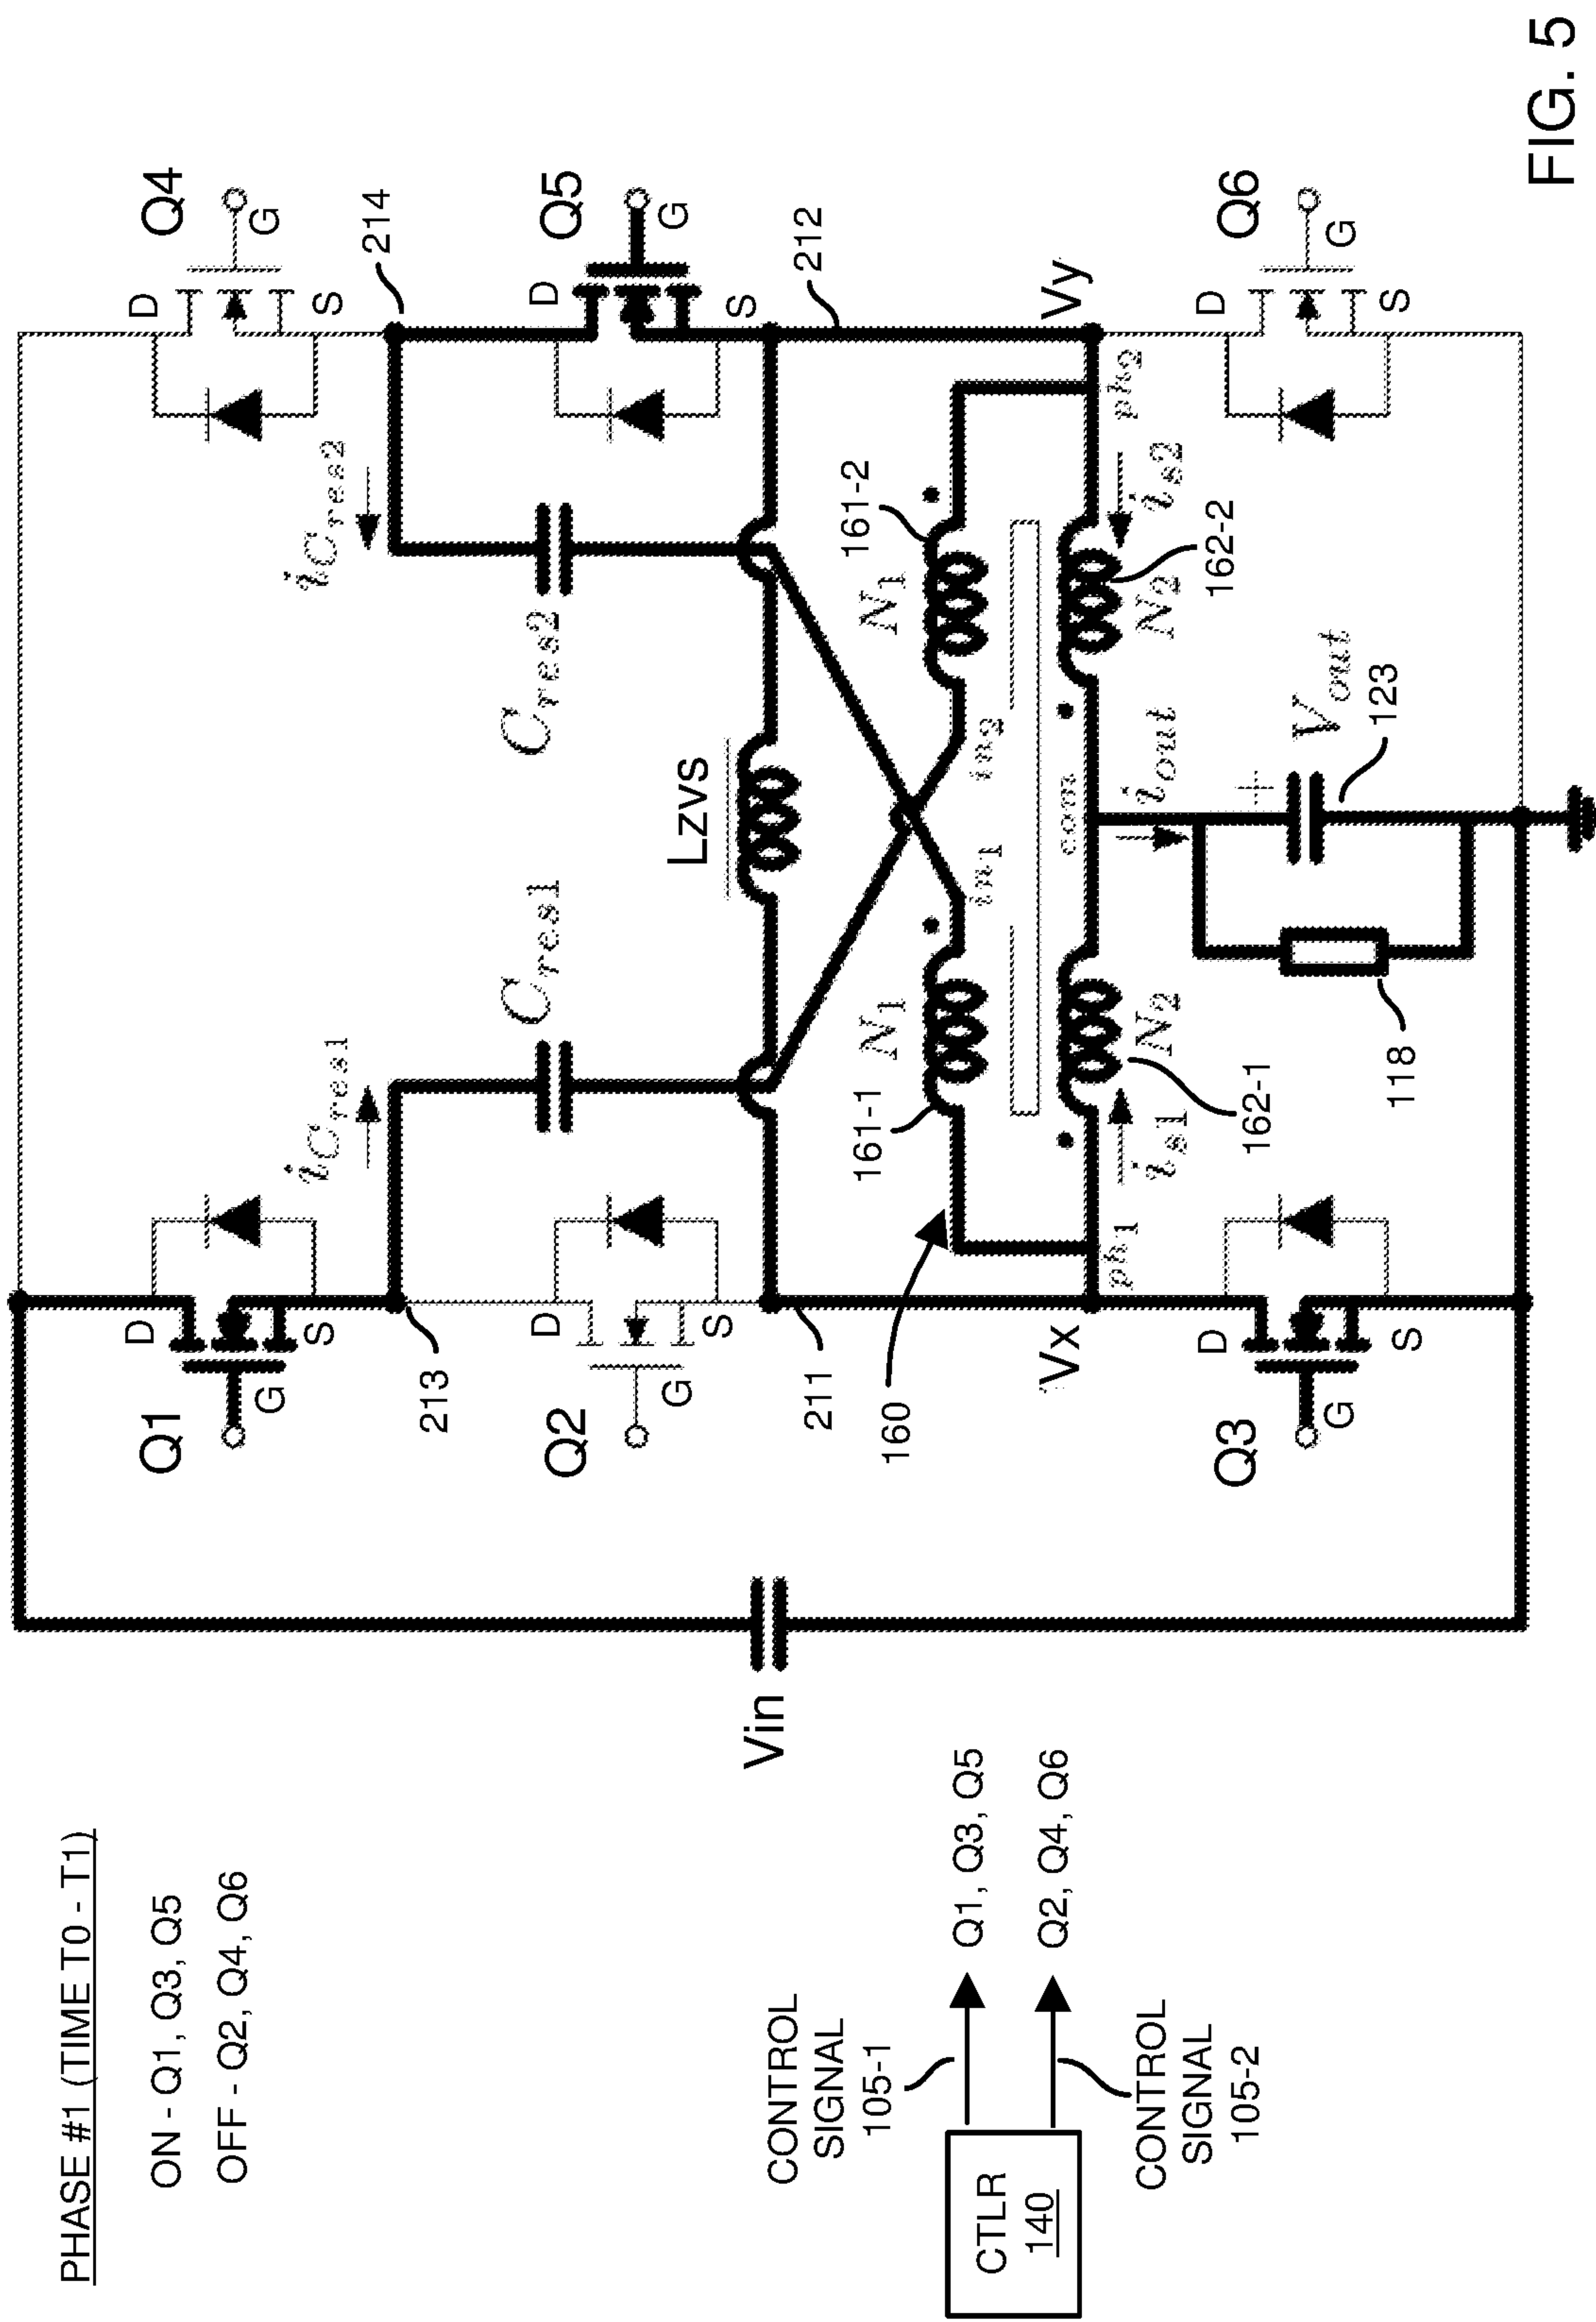 PHASE #1 (TIME T0 - T1)
ON - Q1, Q3, Q5
OFF - Q2, Q4, Q6
CONTROL
SIGNAL
105-1
Q1, Q3, Q5
CTLR
140
Q2, Q4, Q6
CONTROL
SIGNAL
105-2
Vin
Q1
D
G
S
Q4
D
G
S
213
214
iCres1
iCres2
Q2
D
G
S
Cres1
Cres2
Q5
D
G
S
Lzvs
211
212
160
161-1
N1
in1
in2
N1
161-2
Vx
ph1
com
ph2
Vy
is1
N2
162-1
iout
N2
162-2
is2
Q3
D
G
S
118
+
Vout
123
Q6
D
G
S
FIG. 5